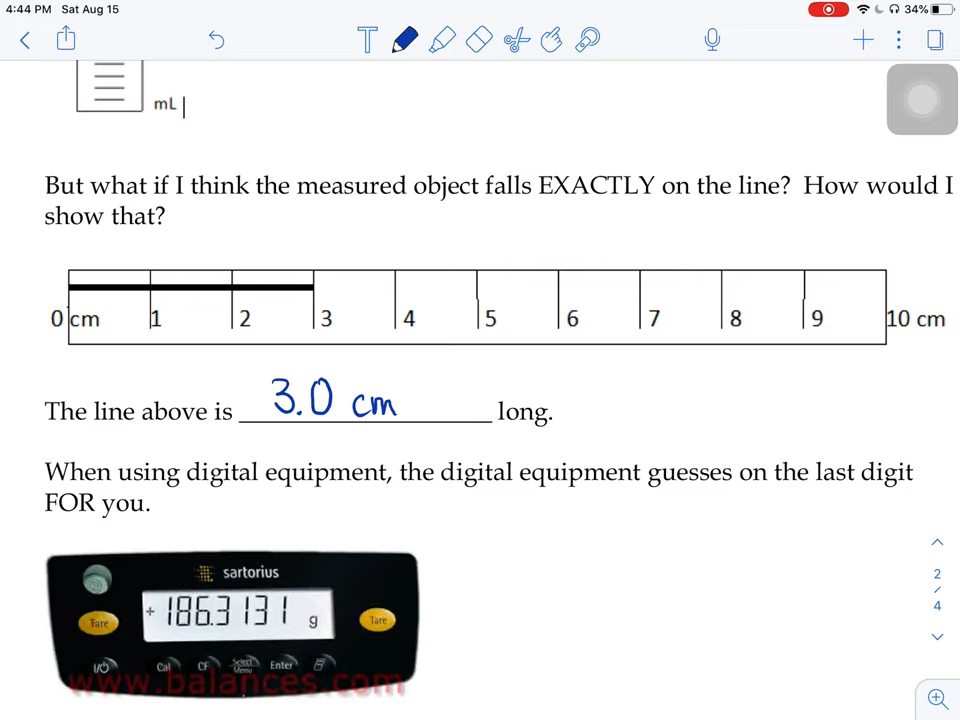 4:44 PM Sat Aug 15
34%
T
mL
But what if I think the measured object falls EXACTLY on the line? How would I
show that?
0 cm 1 2 3 4 5 6 7 8 9 10 cm
The line above is 3.0 cm long.
When using digital equipment, the digital equipment guesses on the last digit
FOR you.
sartorius
Tare +186.3131 g Tare
I/⏻ Cal CF Select Menu Enter
www.balances.com
2
/
4